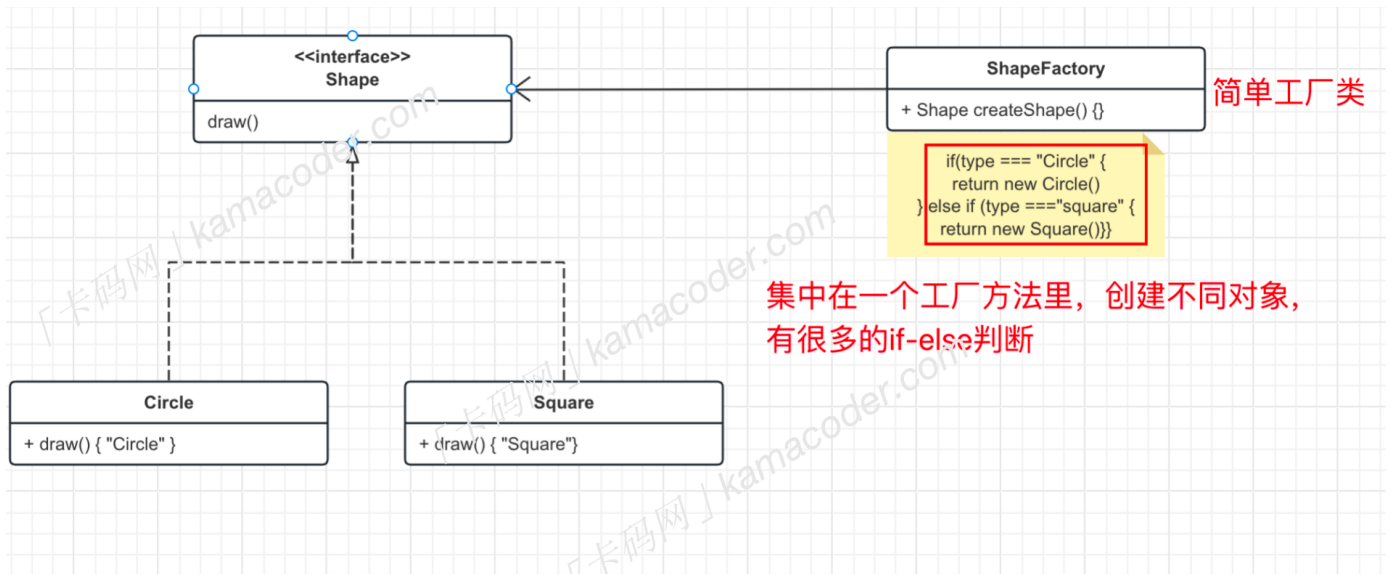 <<interface>>
Shape
draw()
ShapeFactory
+ Shape createShape() {}
简单工厂类
if(type === "Circle" {
return new Circle()
} else if (type ==="square" {
return new Square()}}
集中在一个工厂方法里，创建不同对象，
有很多的if-else判断
Circle
+ draw() { "Circle" }
Square
+ draw() { "Square"}
「卡码网」kamacoder.com
「卡码网」kamacoder.com
「卡码网」kamacoder.com